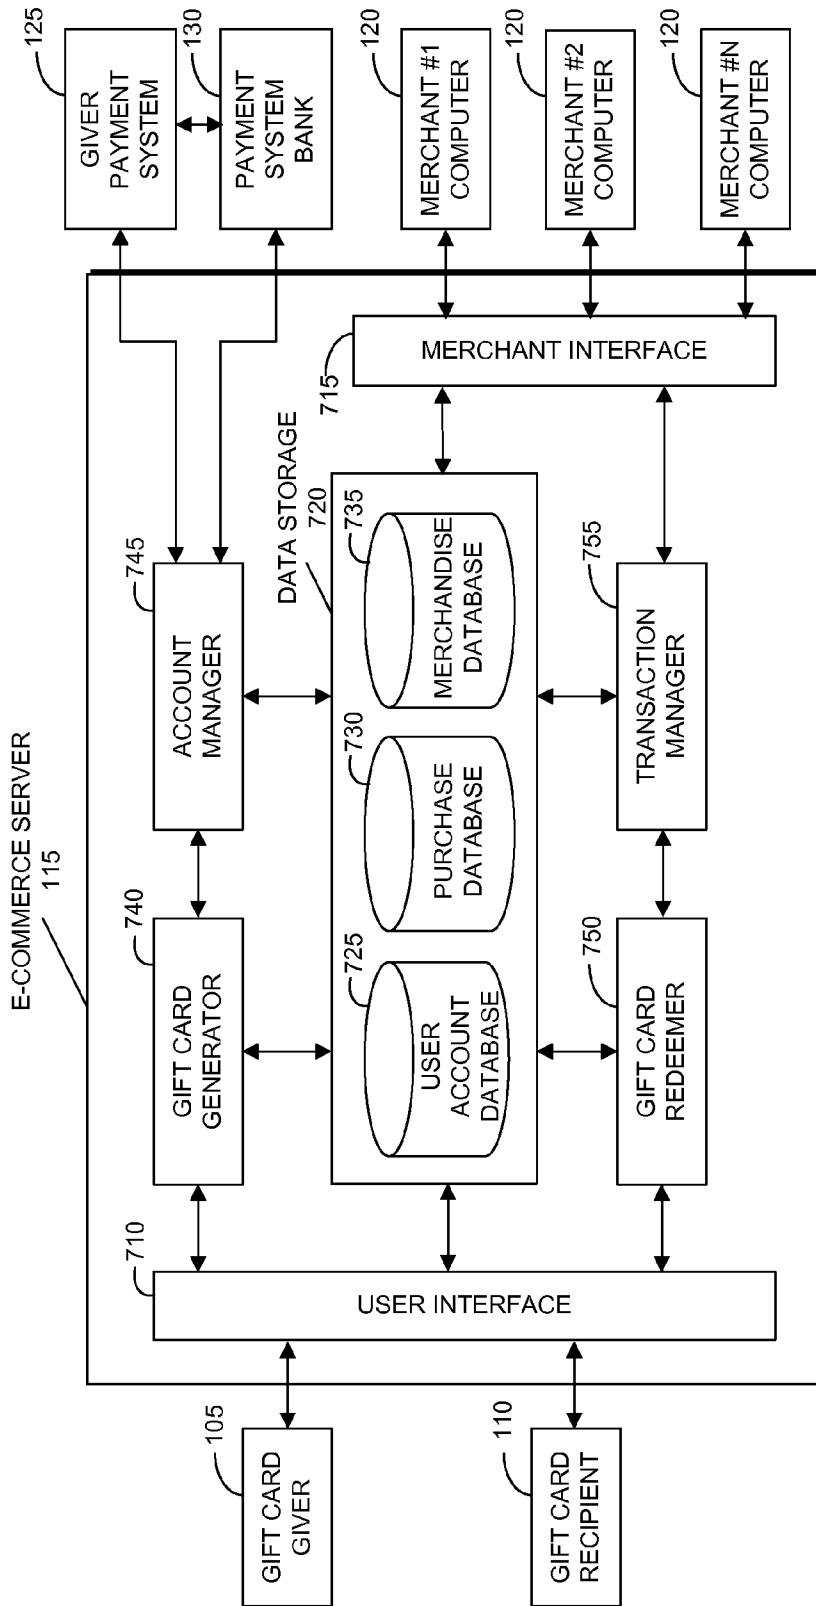 E-COMMERCE SERVER
115
GIFT CARD
GIVER
105
GIFT CARD
RECIPIENT
110
USER INTERFACE
710
GIFT CARD
GENERATOR
740
ACCOUNT
MANAGER
745
DATA STORAGE
720
USER
ACCOUNT
DATABASE
725
PURCHASE
DATABASE
730
MERCHANDISE
DATABASE
735
GIFT CARD
REDEEMER
750
TRANSACTION
MANAGER
755
MERCHANT INTERFACE
715
GIVER
PAYMENT
SYSTEM
125
PAYMENT
SYSTEM
BANK
130
MERCHANT #1
COMPUTER
120
MERCHANT #2
COMPUTER
120
MERCHANT #N
COMPUTER
120